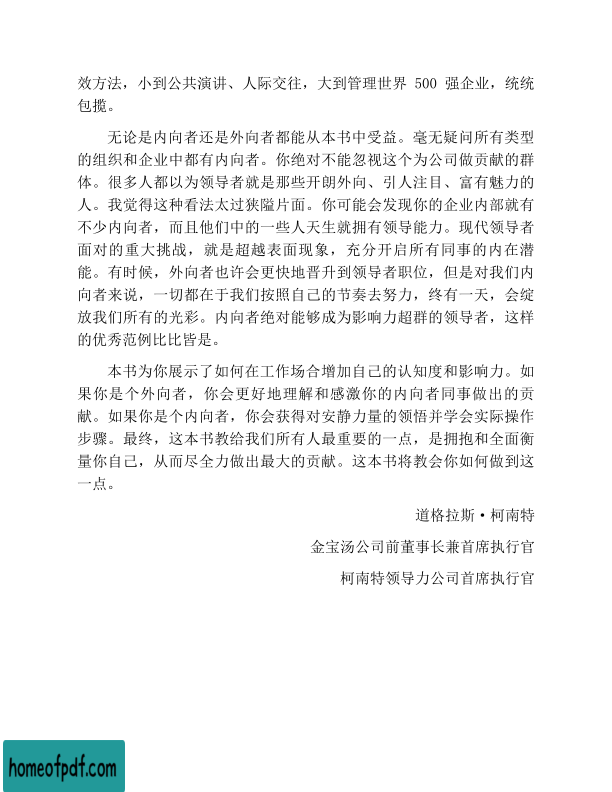 效方法，小到公共演讲、人际交往，大到管理世界 500 强企业，统统
包揽。
无论是内向者还是外向者都能从本书中受益。毫无疑问所有类型
的组织和企业中都有内向者。你绝对不能忽视这个为公司做贡献的群
体。很多人都以为领导者就是那些开朗外向、引人注目、富有魅力的
人。我觉得这种看法太过狭隘片面。你可能会发现你的企业内部就有
不少内向者，而且他们中的一些人天生就拥有领导能力。现代领导者
面对的重大挑战，就是超越表面现象，充分开启所有同事的内在潜
能。有时候，外向者也许会更快地晋升到领导者职位，但是对我们内
向者来说，一切都在于我们按照自己的节奏去努力，终有一天，会绽
放我们所有的光彩。内向者绝对能够成为影响力超群的领导者，这样
的优秀范例比比皆是。
本书为你展示了如何在工作场合增加自己的认知度和影响力。如
果你是个外向者，你会更好地理解和感激你的内向者同事做出的贡
献。如果你是个内向者，你会获得对安静力量的领悟并学会实际操作
步骤。最终，这本书教给我们所有人最重要的一点，是拥抱和全面衡
量你自己，从而尽全力做出最大的贡献。这本书将教会你如何做到这
一点。
道格拉斯·柯南特
金宝汤公司前董事长兼首席执行官
柯南特领导力公司首席执行官
homeofpdf.com